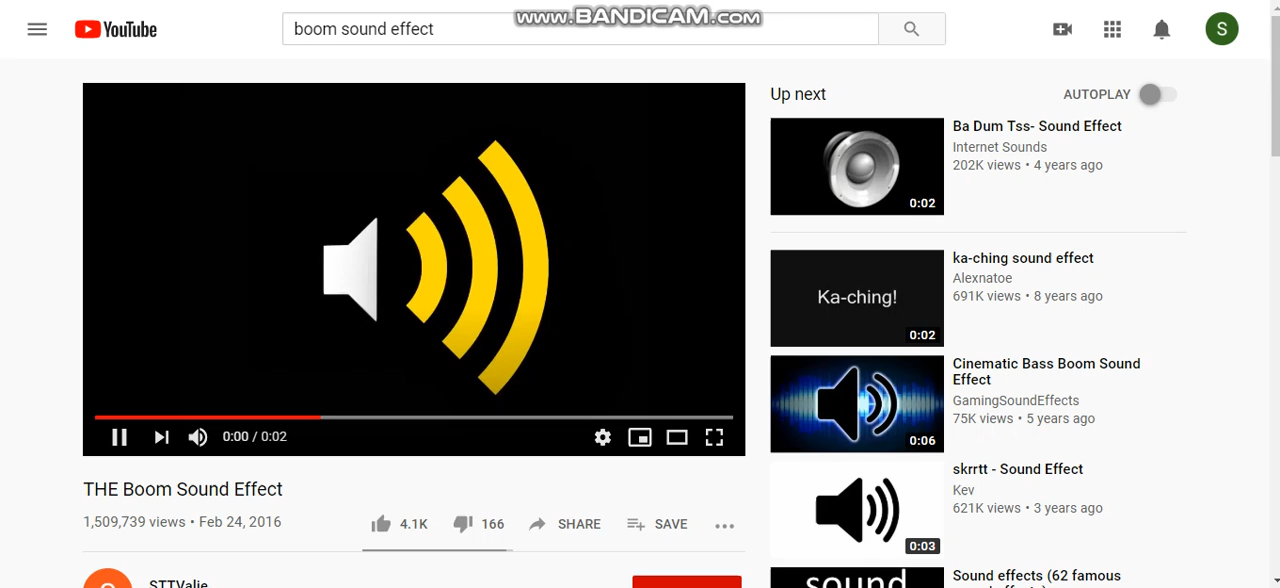 www.BANDICAM.com
YouTube
boom sound effect
S
Up next
AUTOPLAY
Ba Dum Tss- Sound Effect
Internet Sounds
202K views • 4 years ago
0:02
ka-ching sound effect
Alexnatoe
691K views • 8 years ago
Ka-ching!
0:02
Cinematic Bass Boom Sound
Effect
GamingSoundEffects
75K views • 5 years ago
0:06
skrrtt - Sound Effect
Kev
621K views • 3 years ago
0:03
Sound effects (62 famous
sound
0:00 / 0:02
THE Boom Sound Effect
1,509,739 views • Feb 24, 2016
4.1K
166
SHARE
SAVE
STTValie